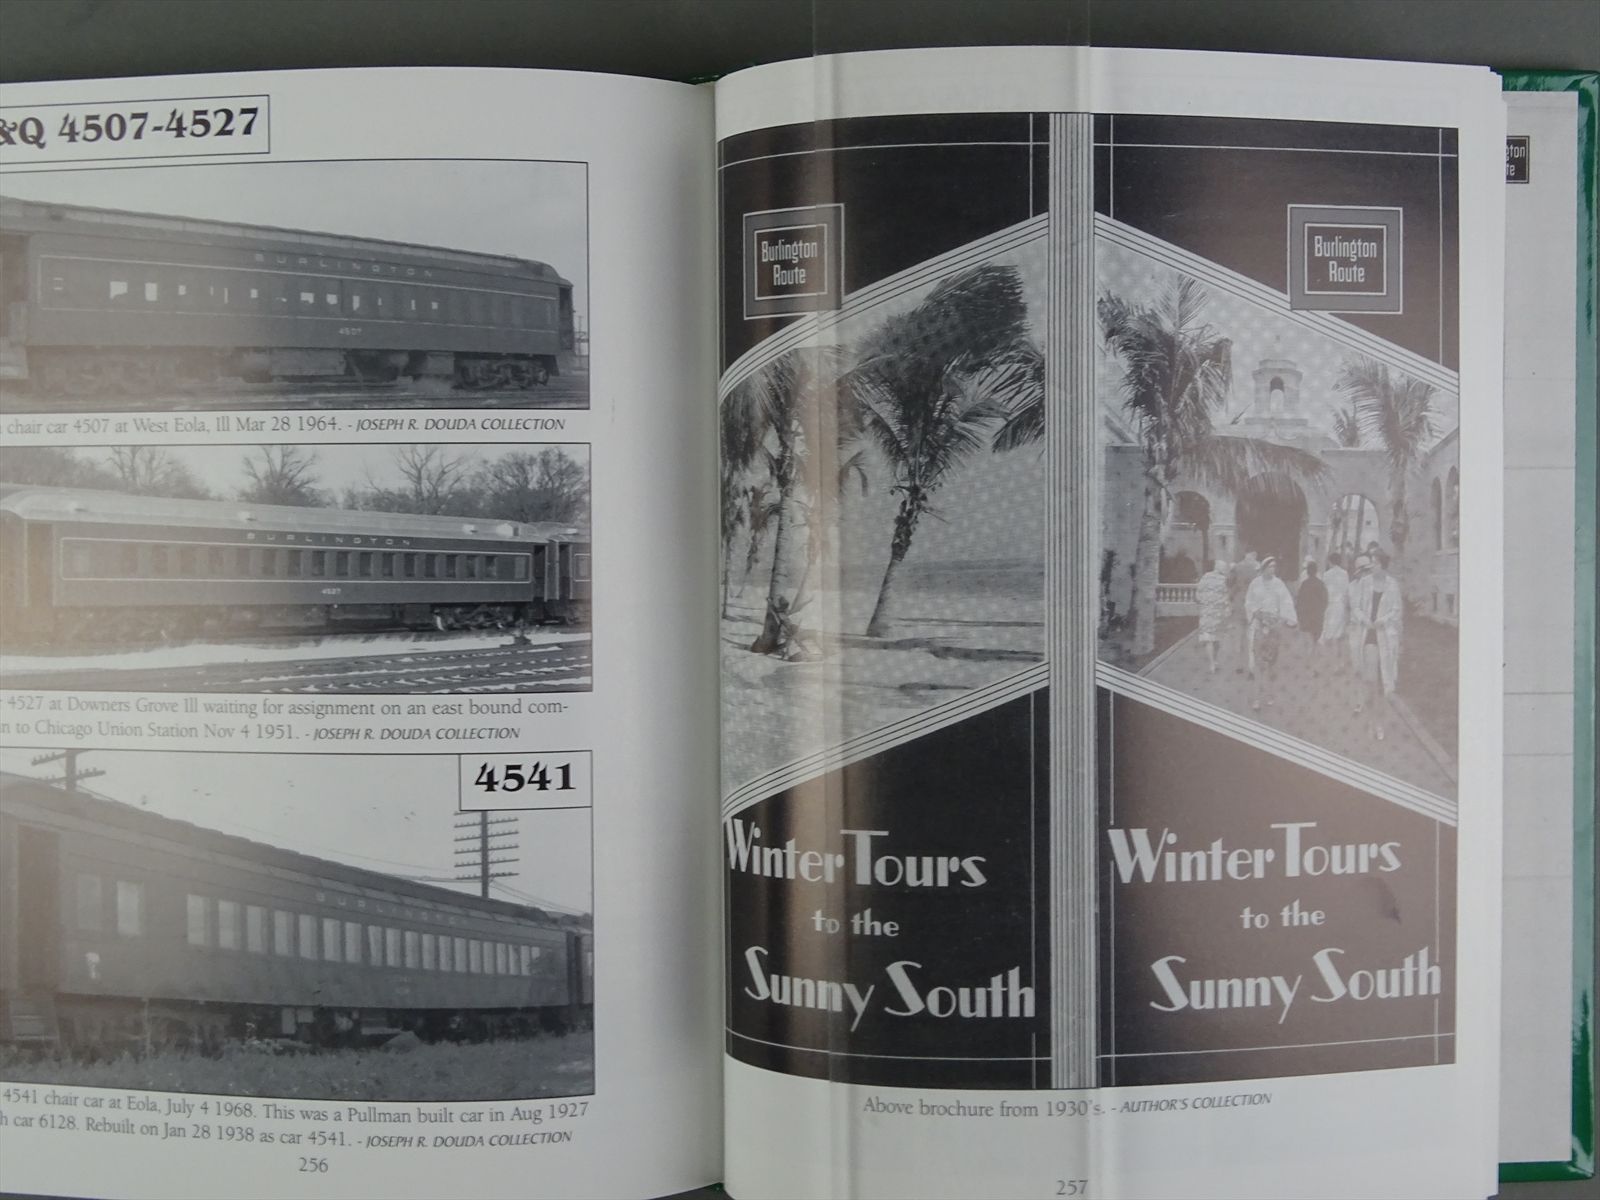 &Q 4507-4527
BURLINGTON
4507
chair car 4507 at West Eola, Ill Mar 28 1964. - JOSEPH R. DOUDA COLLECTION
BURLINGTON
4527
4527 at Downers Grove Ill waiting for assignment on an east bound com-
to Chicago Union Station Nov 4 1951. - JOSEPH R. DOUDA COLLECTION
4541
BURLINGTON
4541 chair car at Eola, July 4 1968. This was a Pullman built car in Aug 1927
car 6128. Rebuilt on Jan 28 1938 as car 4541. - JOSEPH R. DOUDA COLLECTION
256
Burlington
Route
Winter Tours
to the
Sunny South
Burlington
Route
Winter Tours
to the
Sunny South
Above brochure from 1930's. - AUTHOR'S COLLECTION
257